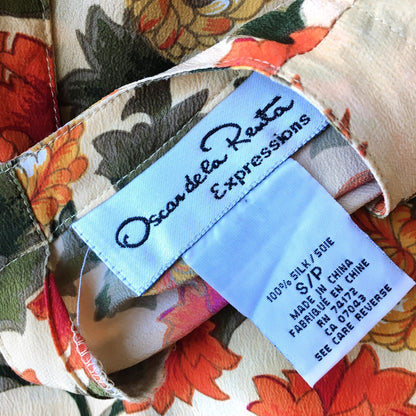 Oscar de la Renta
Expressions
100% SILK/SOIE
S/P
MADE IN CHINA
FABRIQUÉ EN CHINE
RN 74172
CA 07043
SEE CARE REVERSE